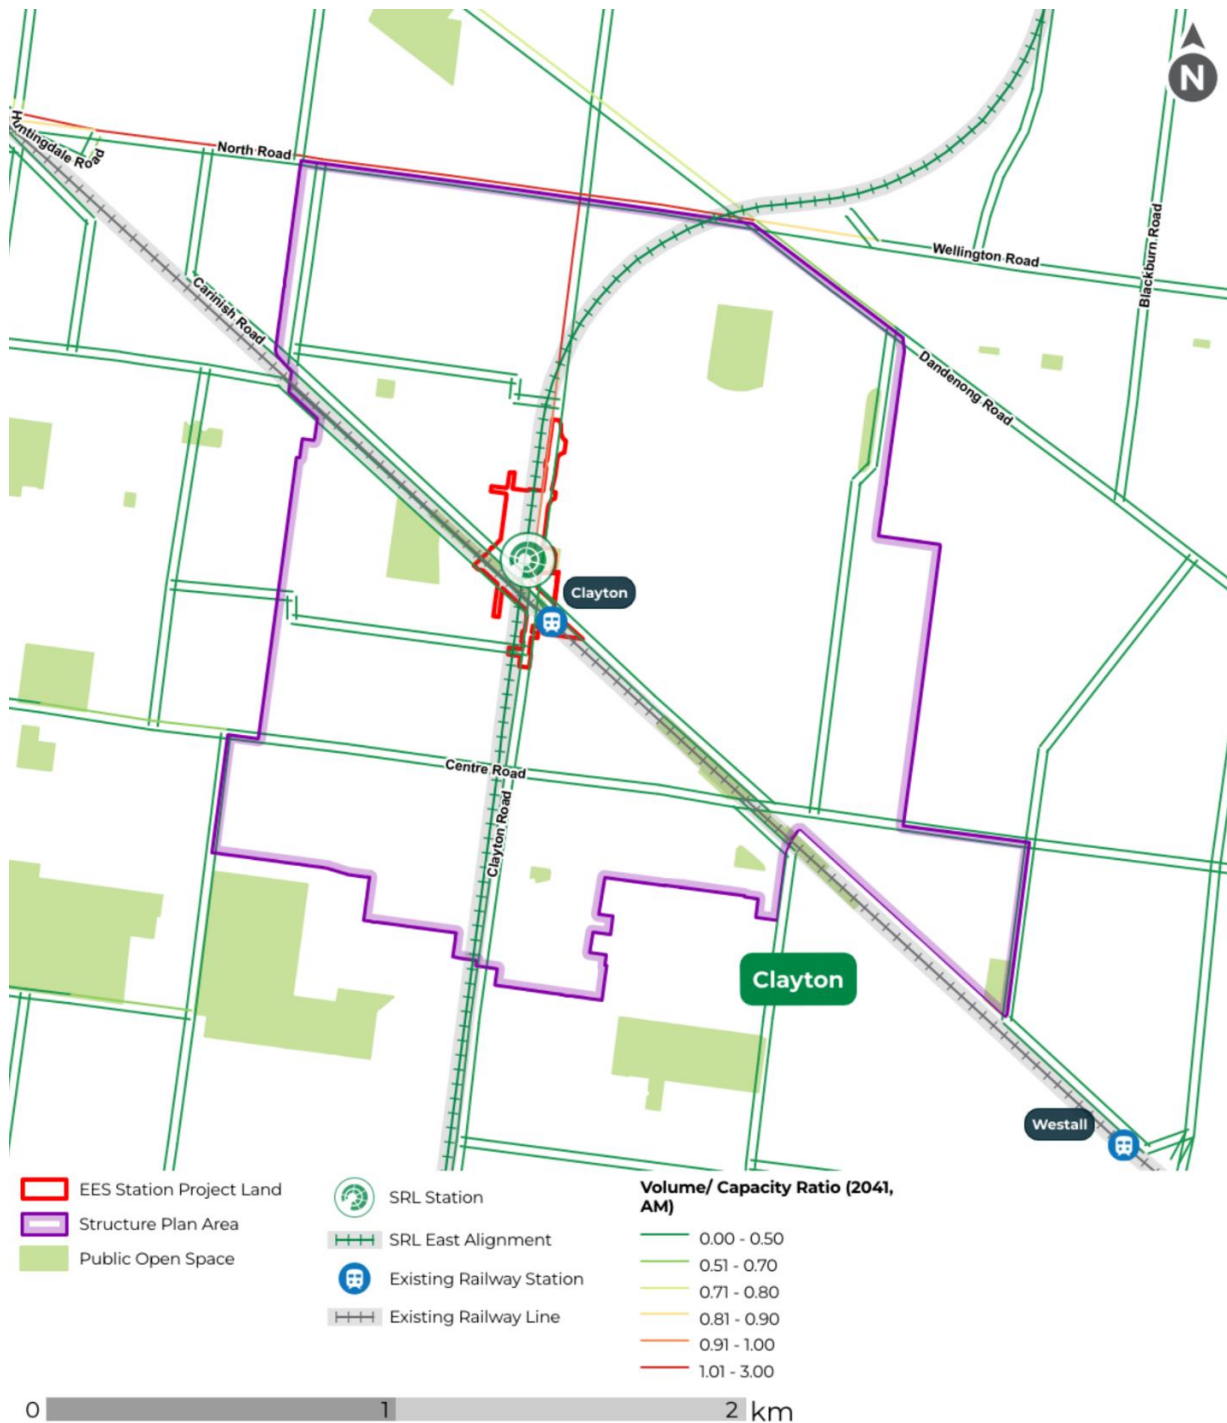 N
Huntingdale Road
North Road
Wellington Road
Blackburn Road
Carinish Road
Dandenong Road
Clayton
Centre Road
Clayton Road
Clayton
Westall
EES Station Project Land
Structure Plan Area
Public Open Space
SRL Station
SRL East Alignment
Existing Railway Station
Existing Railway Line
Volume/ Capacity Ratio (2041,
AM)
0.00 - 0.50
0.51 - 0.70
0.71 - 0.80
0.81 - 0.90
0.91 - 1.00
1.01 - 3.00
0 1 2 km